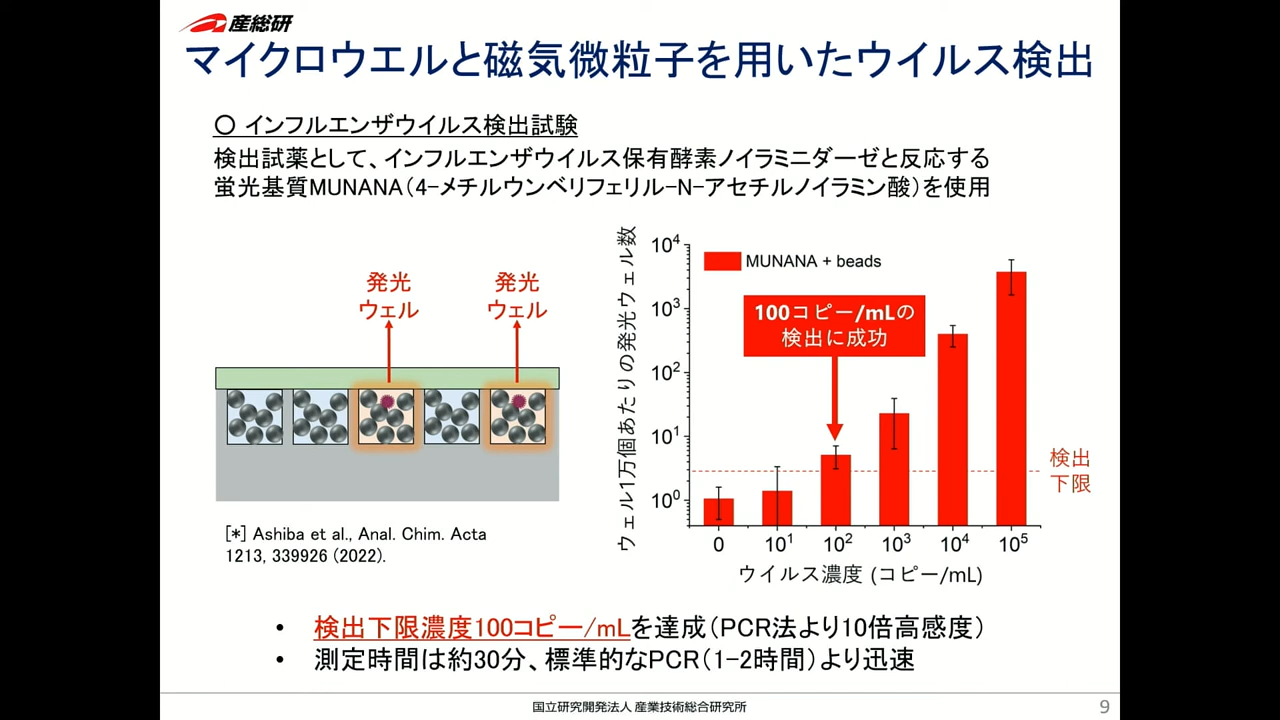 産総研
マイクロウエルと磁気微粒子を用いたウイルス検出
〇 インフルエンザウイルス検出試験
検出試薬として、インフルエンザウイルス保有酵素ノイラミニダーゼと反応する
蛍光基質MUNANA（4-メチルウンベリフェリル-N-アセチルノイラミン酸）を使用
発光
ウェル
発光
ウェル
[*] Ashiba et al., Anal. Chim. Acta
1213, 339926 (2022).
ウェル1万個あたりの発光ウェル数
10⁴
10³
10²
10¹
10⁰
MUNANA + beads
100コピー/mLの
検出に成功
検出
下限
0 10¹ 10² 10³ 10⁴ 10⁵
ウイルス濃度 (コピー/mL)
• 検出下限濃度100コピー/mLを達成（PCR法より10倍高感度）
• 測定時間は約30分、標準的なPCR（1-2時間）より迅速
国立研究開発法人 産業技術総合研究所
9